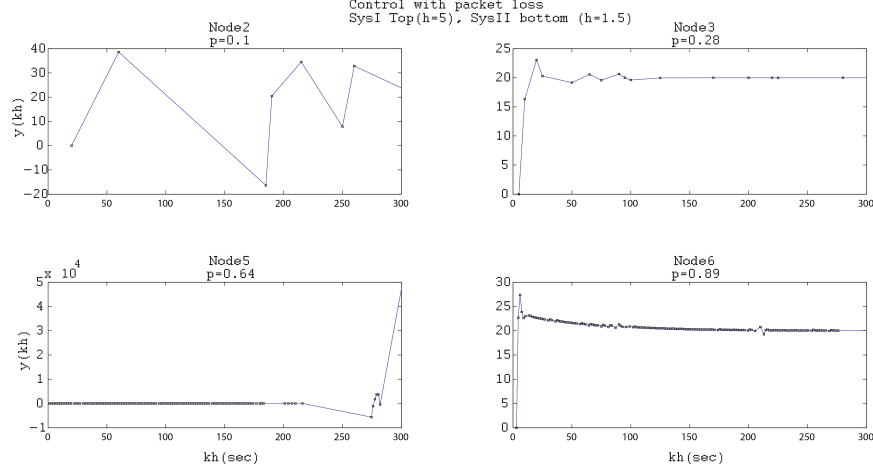 Control with packet loss
SysI Top(h=5), SysII bottom (h=1.5)
Node2
p=0.1
40
30
20
10
0
−10
−20
y(kh)
0 50 100 150 200 250 300
Node3
p=0.28
25
20
15
10
5
0
0 50 100 150 200 250 300
Node5
p=0.64
x 10^4
5
4
3
2
1
0
−1
y(kh)
0 50 100 150 200 250 300
kh(sec)
Node6
p=0.89
30
25
20
15
10
5
0
0 50 100 150 200 250 300
kh(sec)